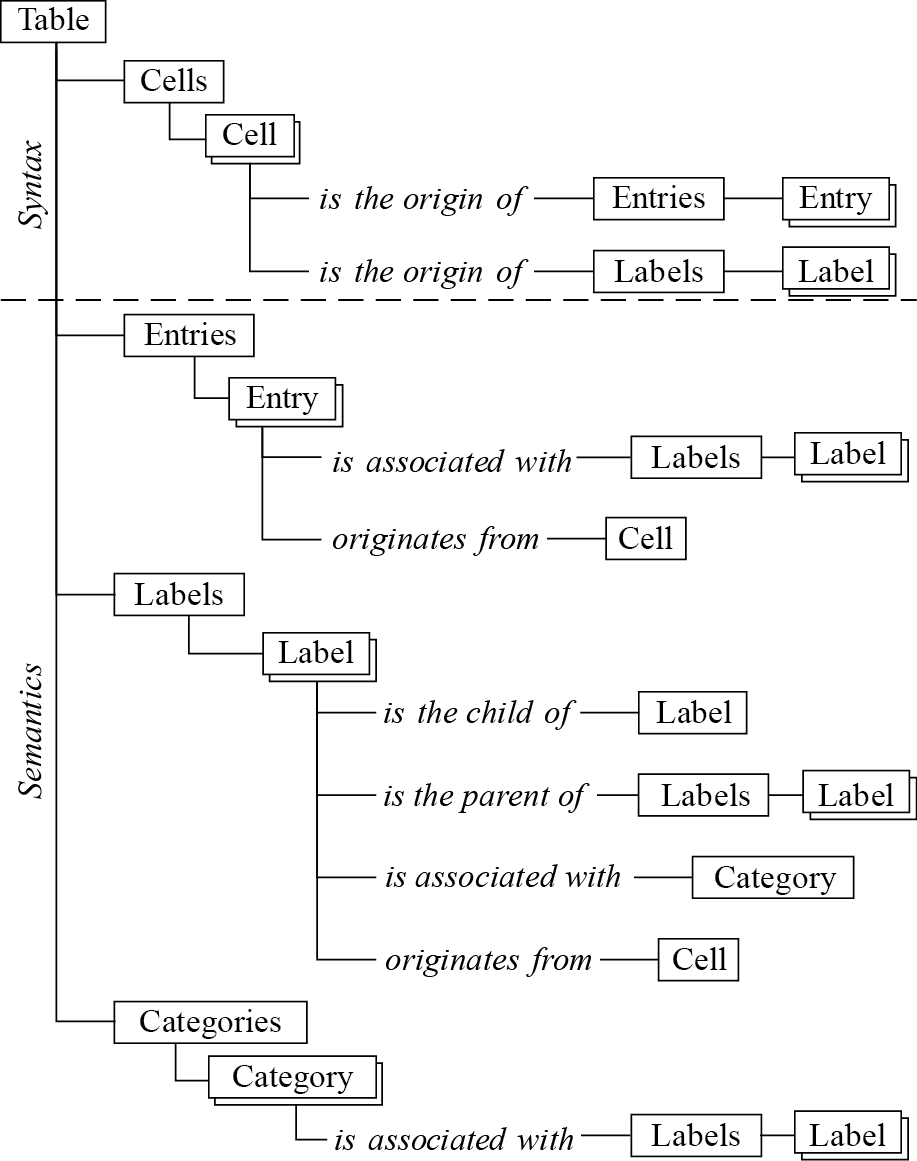 Table
Cells
Cell
Syntax
is the origin of Entries Entry
is the origin of Labels Label
Entries
Entry
is associated with Labels Label
originates from Cell
Labels
Label
Semantics
is the child of Label
is the parent of Labels Label
is associated with Category
originates from Cell
Categories
Category
is associated with Labels Label